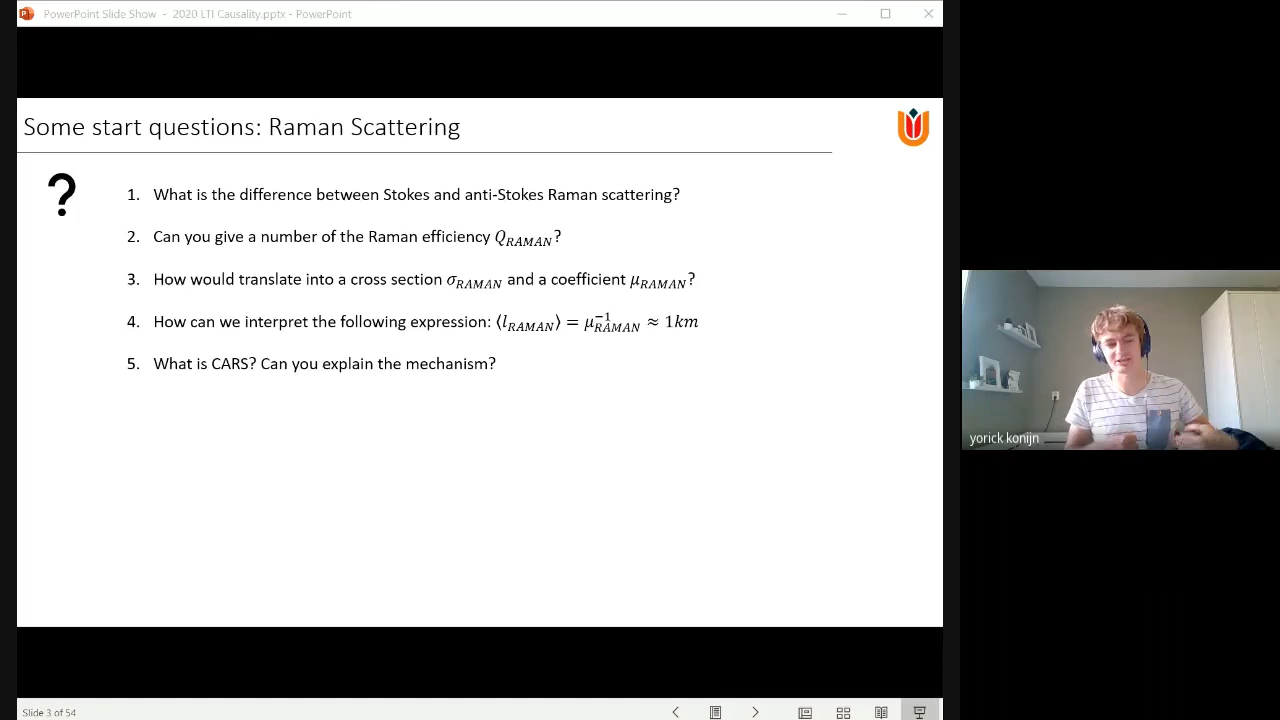 PowerPoint Slide Show - 2020 LTI Causality.pptx - PowerPoint
Some start questions: Raman Scattering
?
1. What is the difference between Stokes and anti-Stokes Raman scattering?
2. Can you give a number of the Raman efficiency Q_RAMAN?
3. How would translate into a cross section σ_RAMAN and a coefficient μ_RAMAN?
4. How can we interpret the following expression: ⟨l_RAMAN⟩ = μ_RAMAN^−1 ≈ 1km
5. What is CARS? Can you explain the mechanism?
yorick konijn
Slide 3 of 54